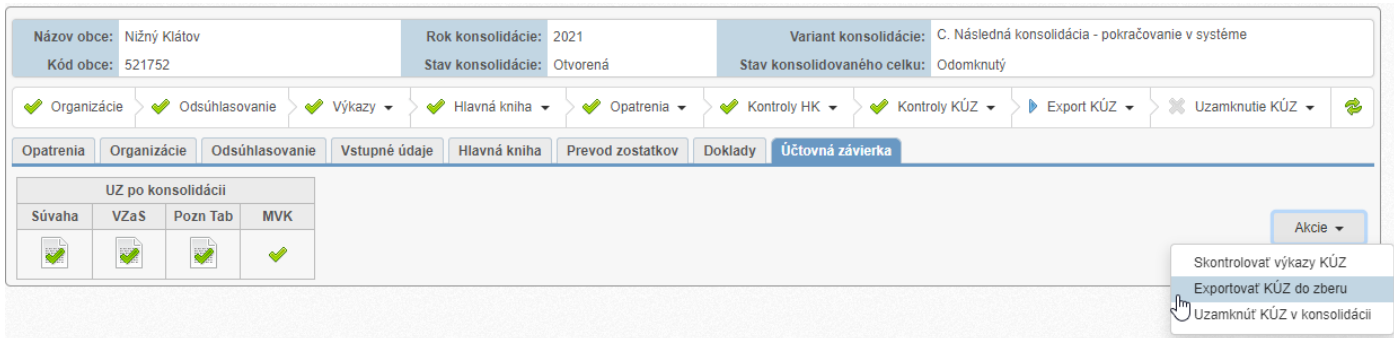 Názov obce: Nižný Klátov Rok konsolidácie: 2021 Variant konsolidácie: C. Následná konsolidácia - pokračovanie v systéme
Kód obce: 521752 Stav konsolidácie: Otvorená Stav konsolidovaného celku: Odomknutý
Organizácie Odsúhlasovanie Výkazy Hlavná kniha Opatrenia Kontroly HK Kontroly KÚZ Export KÚZ Uzamknutie KÚZ
Opatrenia Organizácie Odsúhlasovanie Vstupné údaje Hlavná kniha Prevod zostatkov Doklady Účtovná závierka
UZ po konsolidácii
Súvaha VZaS Pozn Tab MVK
Akcie
Skontrolovať výkazy KÚZ
Exportovať KÚZ do zberu
Uzamknúť KÚZ v konsolidácii